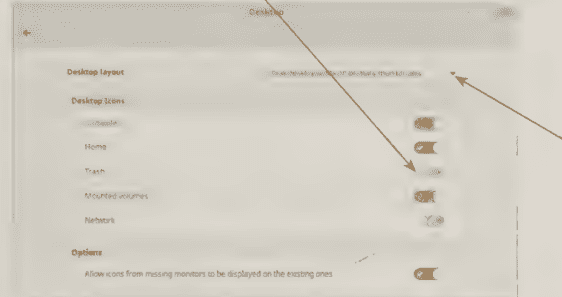 Desktop
Desktop layout
Desktop Icons
Home
Trash
Mounted volumes
Network
Options
Allow icons from missing monitors to be displayed on the existing ones